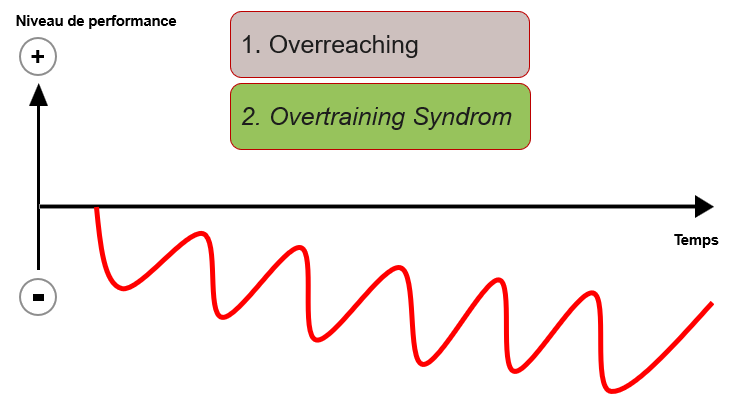 Niveau de performance
+
1. Overreaching
2. Overtraining Syndrom
Temps
-